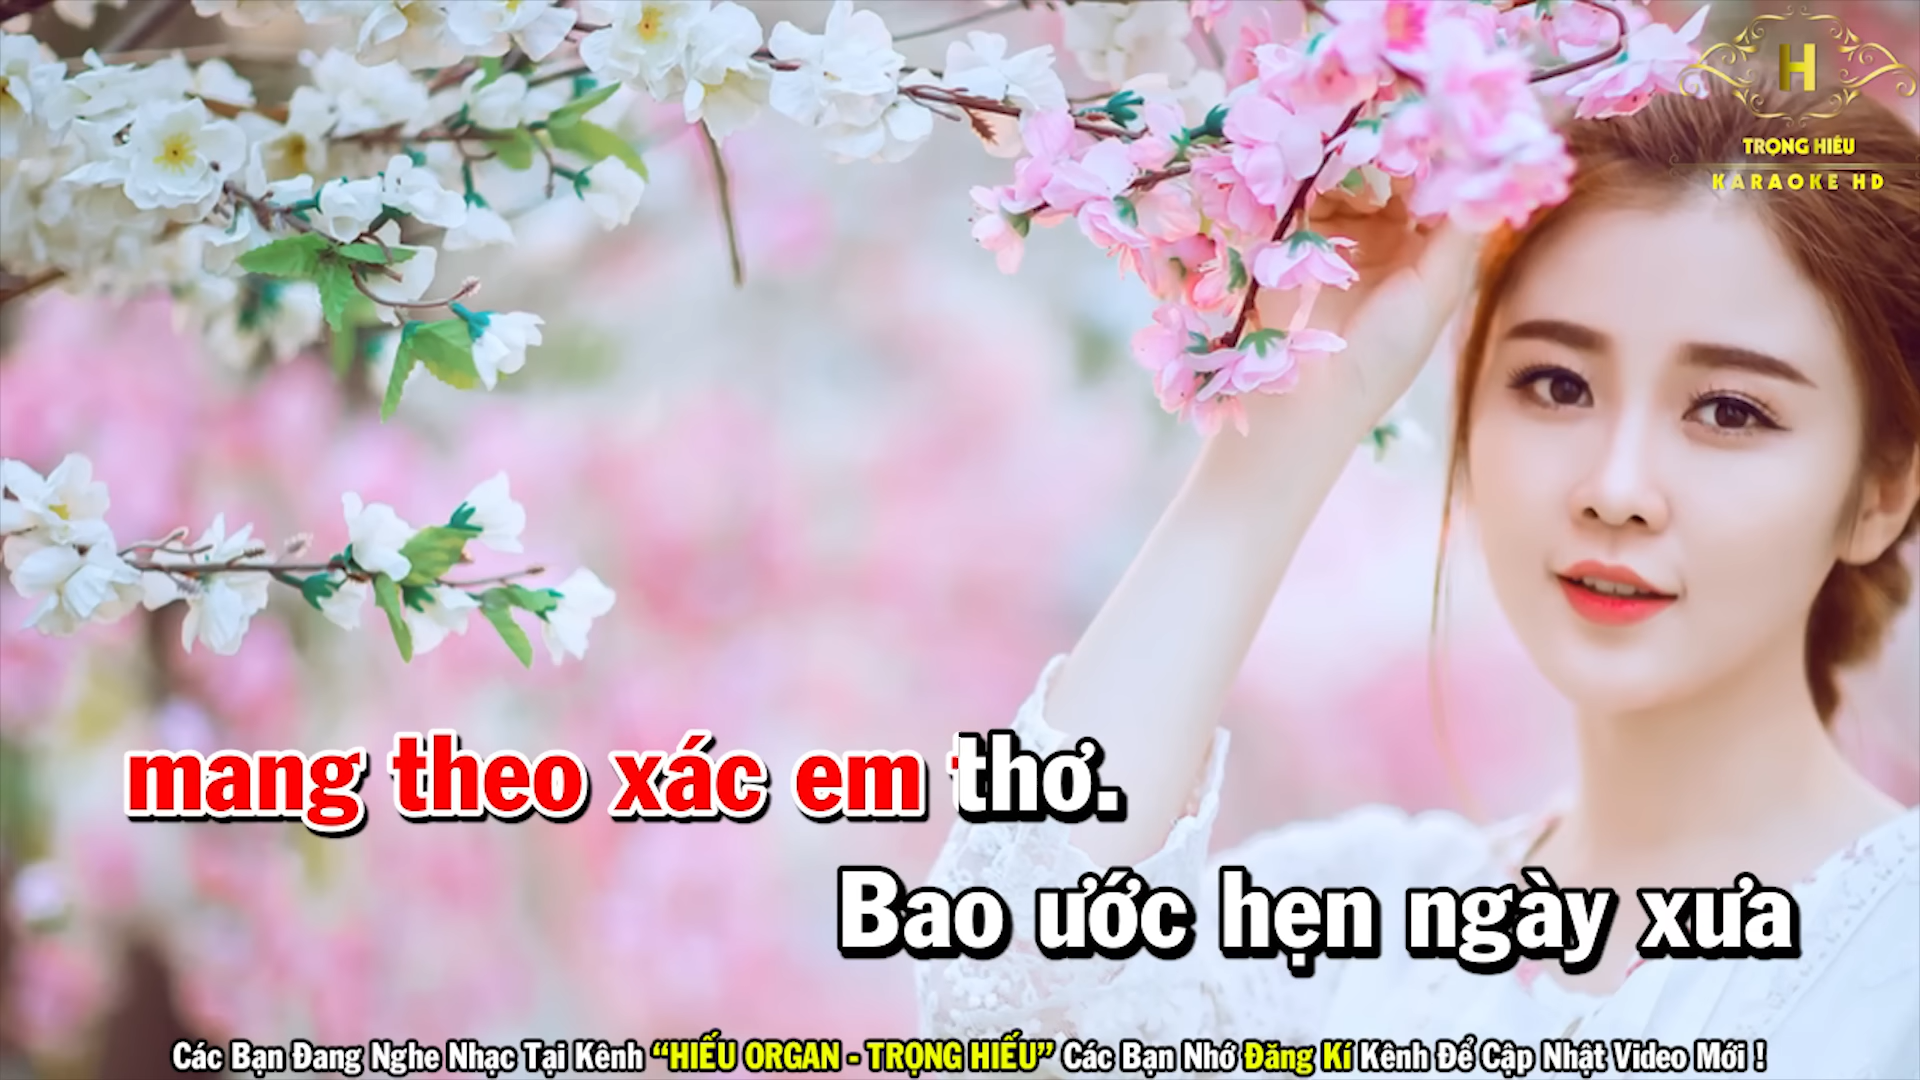 H
TRỌNG HIẾU
KARAOKE HD
mang theo xác em thơ.
Bao ước hẹn ngày xưa
Các Bạn Đang Nghe Nhạc Tại Kênh “HIẾU ORGAN - TRỌNG HIẾU” Các Bạn Nhớ Đăng Kí Kênh Để Cập Nhật Video Mới !